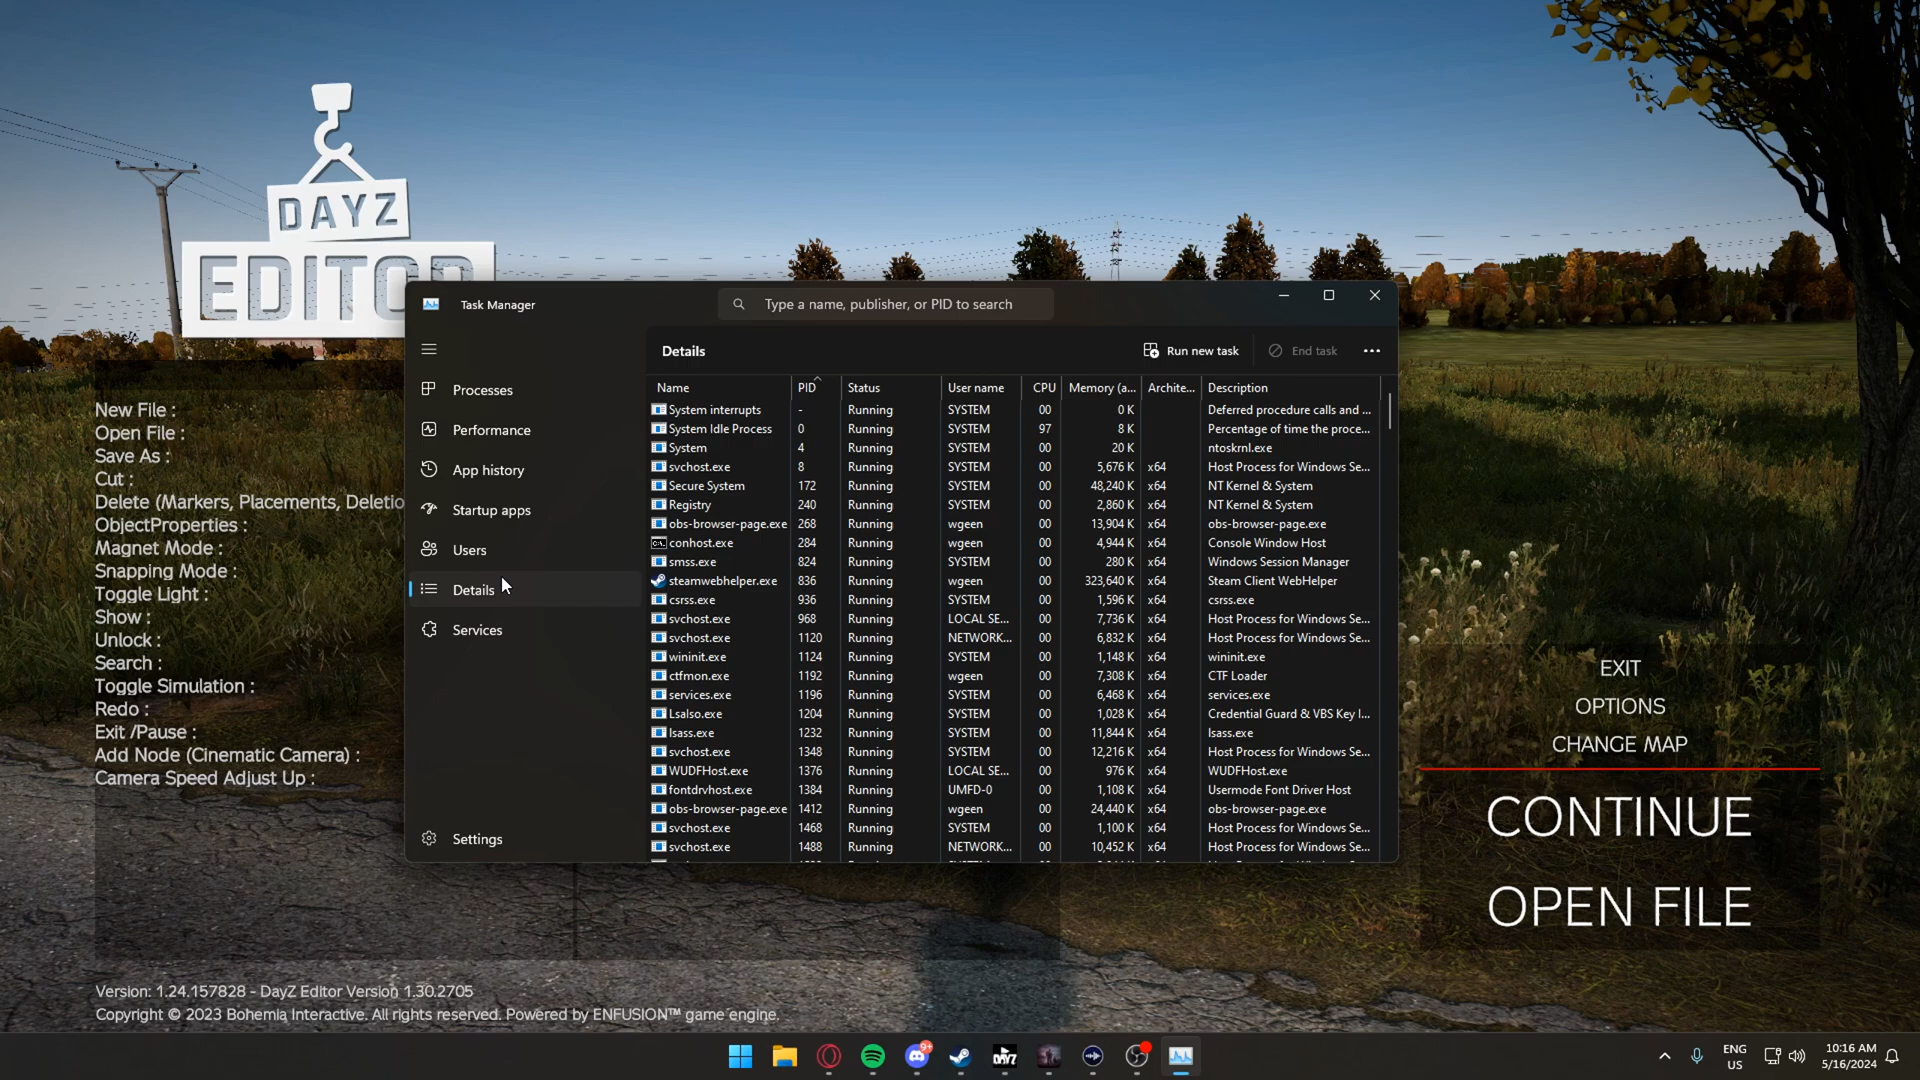 DAYZ
EDITOR
Task Manager
Type a name, publisher, or PID to search
Details
Run new task
End task
Processes
Performance
App history
Startup apps
Users
Details
Services
Settings
Name PID Status User name CPU Memory (a... Archite... Description
System interrupts - Running SYSTEM 00 0 K Deferred procedure calls and ...
System Idle Process 0 Running SYSTEM 97 8 K Percentage of time the proce...
System 4 Running SYSTEM 00 20 K ntoskrnl.exe
svchost.exe 8 Running SYSTEM 00 5,676 K x64 Host Process for Windows Se...
Secure System 172 Running SYSTEM 00 48,240 K x64 NT Kernel & System
Registry 240 Running SYSTEM 00 2,860 K x64 NT Kernel & System
obs-browser-page.exe 268 Running wgeen 00 13,904 K x64 obs-browser-page.exe
conhost.exe 284 Running wgeen 00 4,944 K x64 Console Window Host
smss.exe 824 Running SYSTEM 00 280 K x64 Windows Session Manager
steamwebhelper.exe 836 Running wgeen 00 323,640 K x64 Steam Client WebHelper
csrss.exe 936 Running SYSTEM 00 1,596 K x64 csrss.exe
svchost.exe 968 Running LOCAL SE... 00 7,736 K x64 Host Process for Windows Se...
svchost.exe 1120 Running NETWORK... 00 6,832 K x64 Host Process for Windows Se...
wininit.exe 1124 Running SYSTEM 00 1,148 K x64 wininit.exe
ctfmon.exe 1192 Running wgeen 00 7,308 K x64 CTF Loader
services.exe 1196 Running SYSTEM 00 6,468 K x64 services.exe
LsaIso.exe 1204 Running SYSTEM 00 1,028 K x64 Credential Guard & VBS Key I...
lsass.exe 1232 Running SYSTEM 00 11,844 K x64 lsass.exe
svchost.exe 1348 Running SYSTEM 00 12,216 K x64 Host Process for Windows Se...
WUDFHost.exe 1376 Running LOCAL SE... 00 976 K x64 WUDFHost.exe
fontdrvhost.exe 1384 Running UMFD-0 00 1,108 K x64 Usermode Font Driver Host
obs-browser-page.exe 1412 Running wgeen 00 24,440 K x64 obs-browser-page.exe
svchost.exe 1468 Running SYSTEM 00 1,100 K x64 Host Process for Windows Se...
svchost.exe 1488 Running NETWORK... 00 10,452 K x64 Host Process for Windows Se...
New File :
Open File :
Save As :
Cut :
Delete (Markers, Placements, Deletio
ObjectProperties :
Magnet Mode :
Snapping Mode :
Toggle Light :
Show :
Unlock :
Search :
Toggle Simulation :
Redo :
Exit /Pause :
Add Node (Cinematic Camera) :
Camera Speed Adjust Up :
EXIT
OPTIONS
CHANGE MAP
CONTINUE
OPEN FILE
Version: 1.24.157828 - DayZ Editor Version 1.30.2705
Copyright © 2023 Bohemia Interactive. All rights reserved. Powered by ENFUSION™ game engine.
9+
DAYZ
ENG
US
10:16 AM
5/16/2024